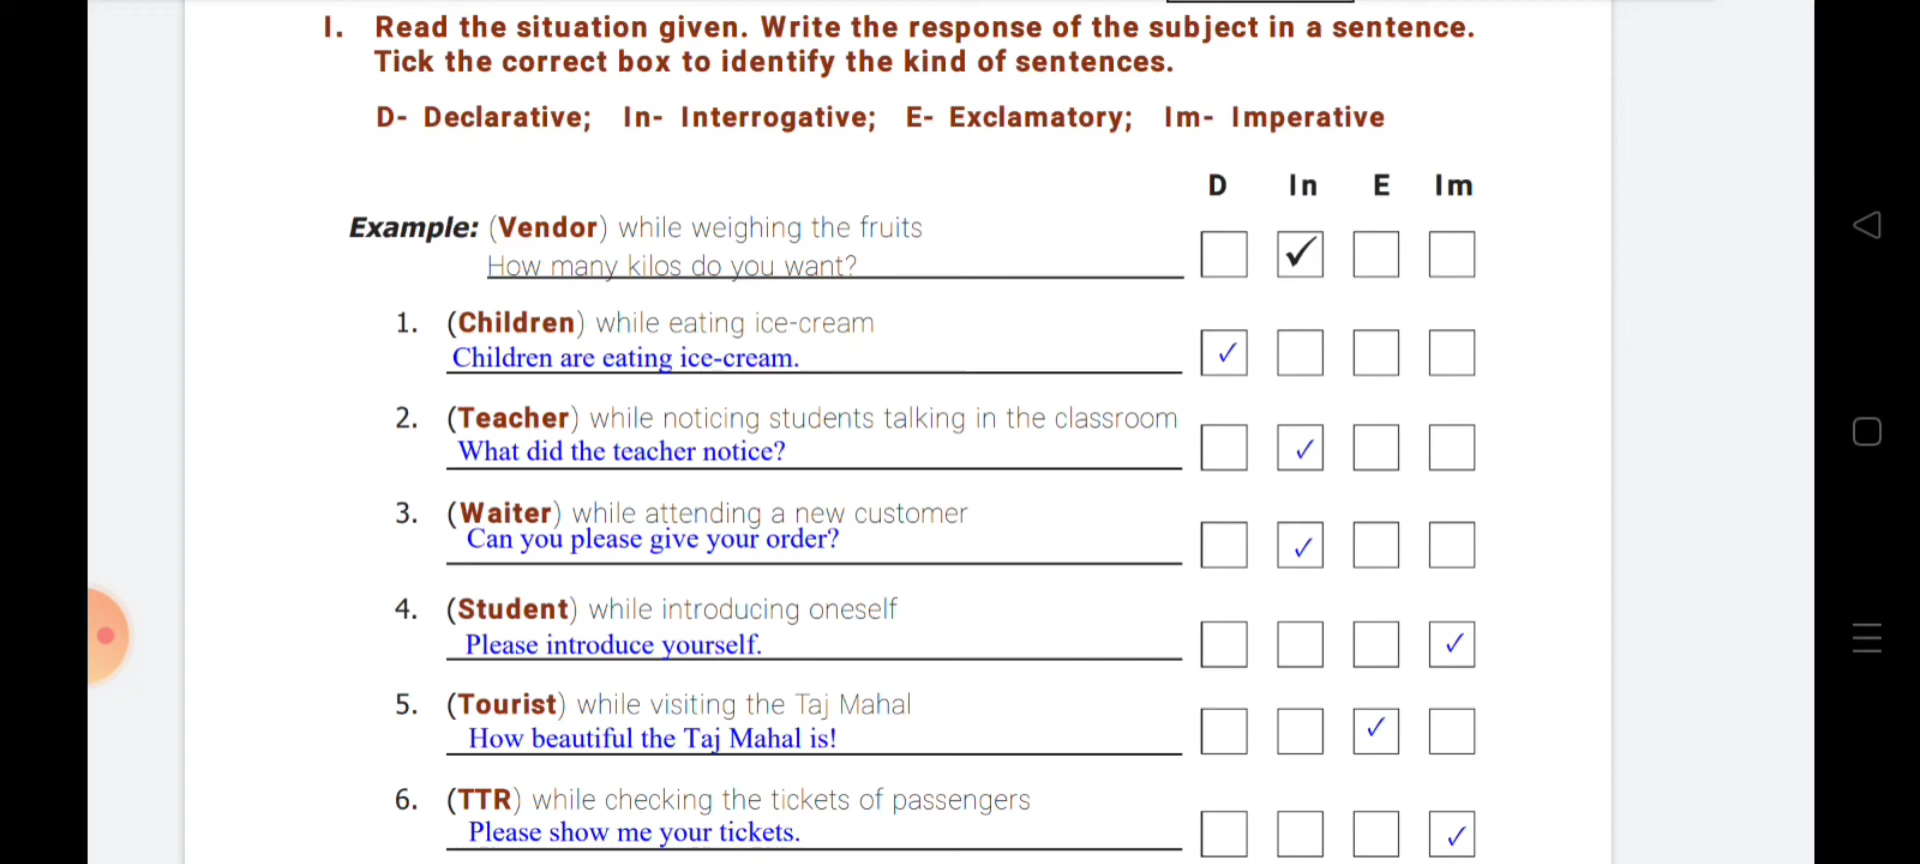 I. Read the situation given. Write the response of the subject in a sentence.
Tick the correct box to identify the kind of sentences.
D- Declarative; In- Interrogative; E- Exclamatory; Im- Imperative
D In E Im
Example: (Vendor) while weighing the fruits
How many kilos do you want?
1. (Children) while eating ice-cream
Children are eating ice-cream.
2. (Teacher) while noticing students talking in the classroom
What did the teacher notice?
3. (Waiter) while attending a new customer
Can you please give your order?
4. (Student) while introducing oneself
Please introduce yourself.
5. (Tourist) while visiting the Taj Mahal
How beautiful the Taj Mahal is!
6. (TTR) while checking the tickets of passengers
Please show me your tickets.